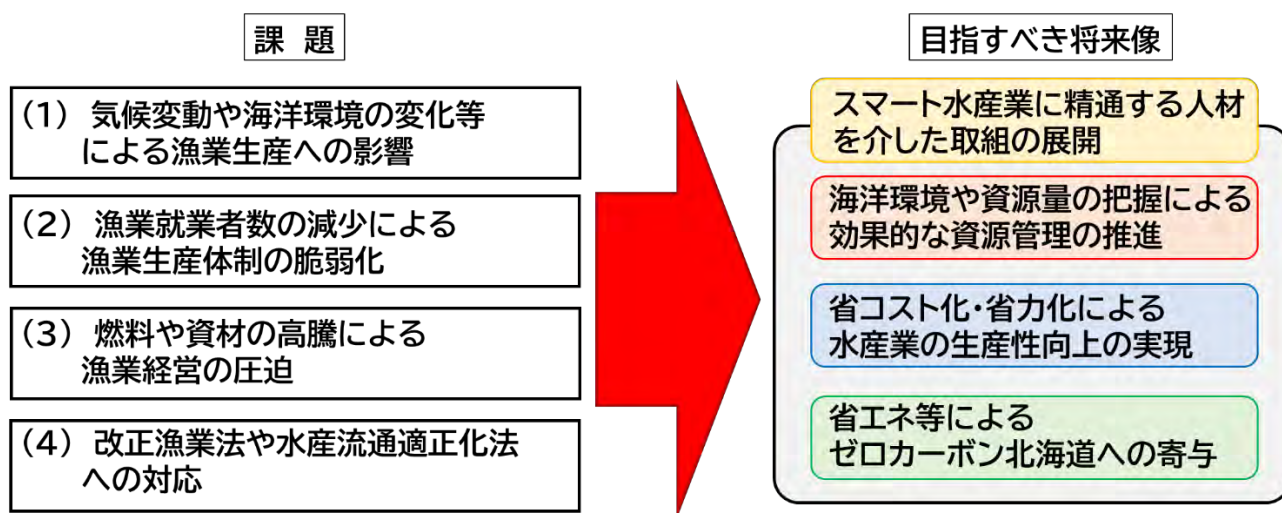 課 題
(1) 気候変動や海洋環境の変化等
による漁業生産への影響
(2) 漁業就業者数の減少による
漁業生産体制の脆弱化
(3) 燃料や資材の高騰による
漁業経営の圧迫
(4) 改正漁業法や水産流通適正化法
への対応
目指すべき将来像
スマート水産業に精通する人材
を介した取組の展開
海洋環境や資源量の把握による
効果的な資源管理の推進
省コスト化・省力化による
水産業の生産性向上の実現
省エネ等による
ゼロカーボン北海道への寄与